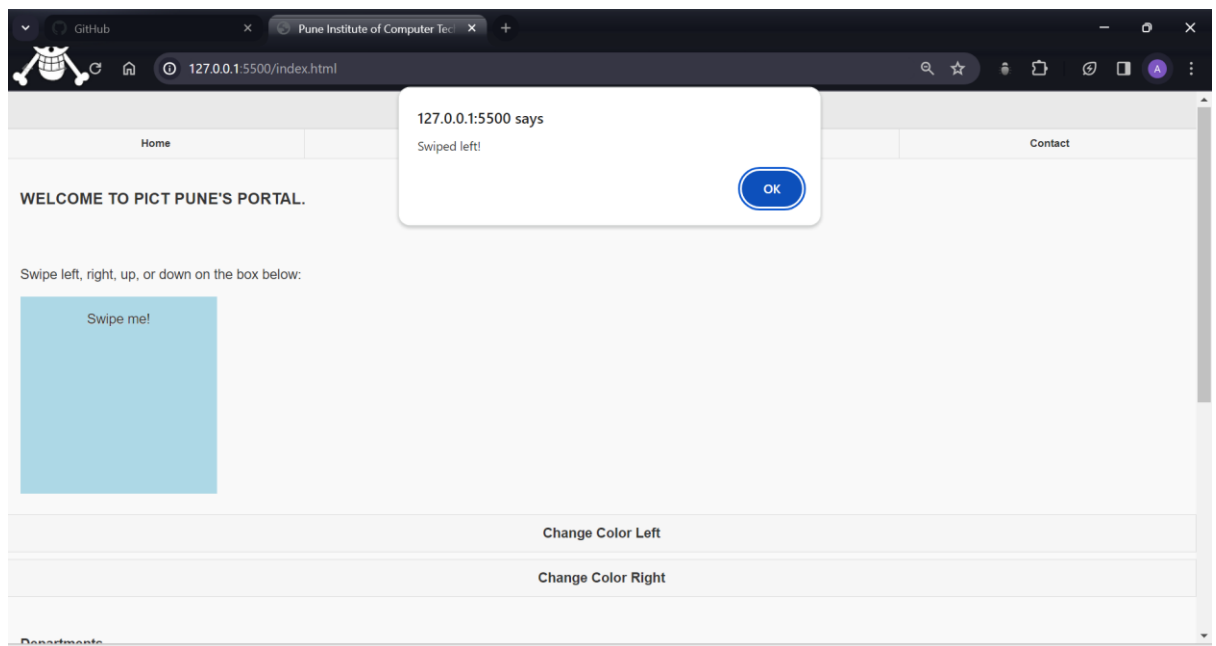 GitHub
Pune Institute of Computer Tecl
127.0.0.1:5500/index.html
A
127.0.0.1:5500 says
Swiped left!
OK
Home
Contact
WELCOME TO PICT PUNE'S PORTAL.
Swipe left, right, up, or down on the box below:
Swipe me!
Change Color Left
Change Color Right
Departments